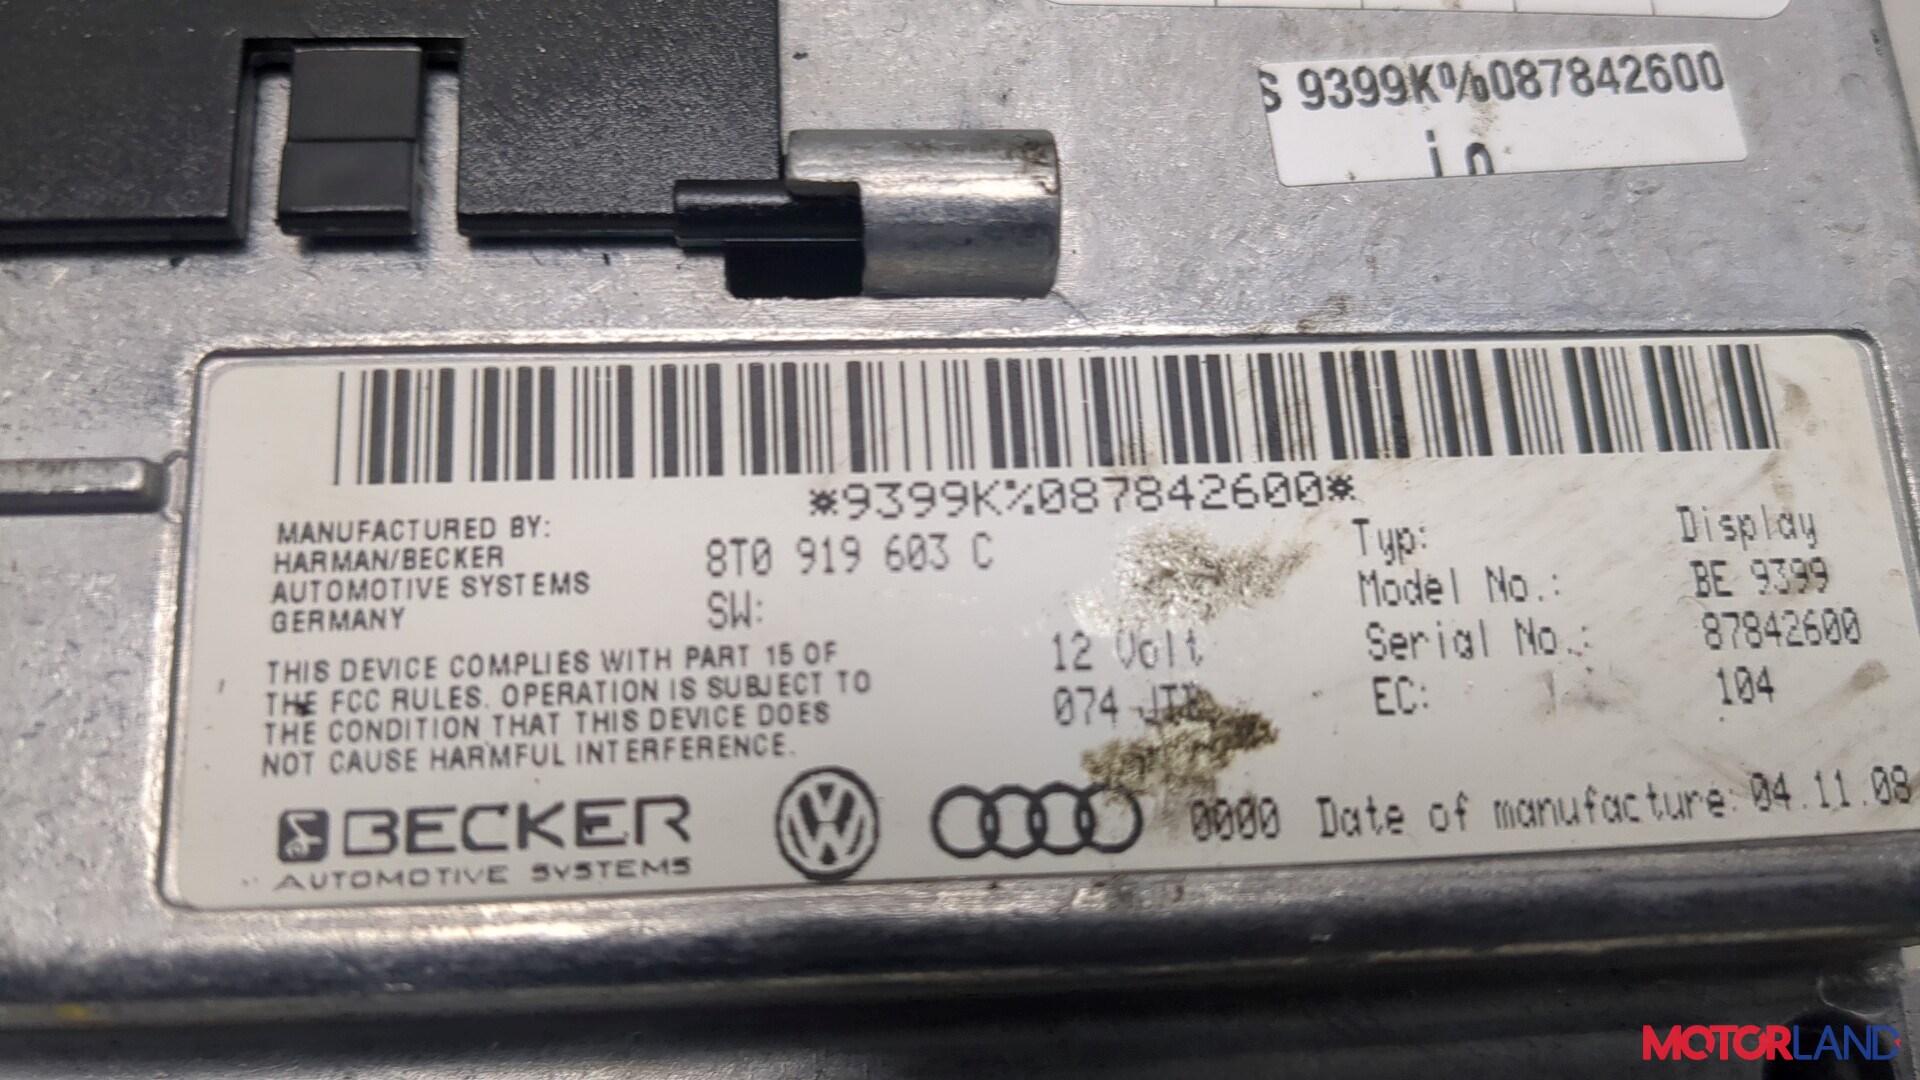 S 9399K%087842600
*9399K%087842600*
MANUFACTURED BY:
HARMAN/BECKER
AUTOMOTIVE SYSTEMS
GERMANY
8T0 919 603 C
SW:
12 Volt
074
Typ: Display
Model No.: BE 9399
Serial No.: 87842600
EC: 104
THIS DEVICE COMPLIES WITH PART 15 OF
THE FCC RULES. OPERATION IS SUBJECT TO
THE CONDITION THAT THIS DEVICE DOES
NOT CAUSE HARMFUL INTERFERENCE.
BECKER
AUTOMOTIVE SYSTEMS
0000 Date of manufacture: 04.11.08
MOTORLAND